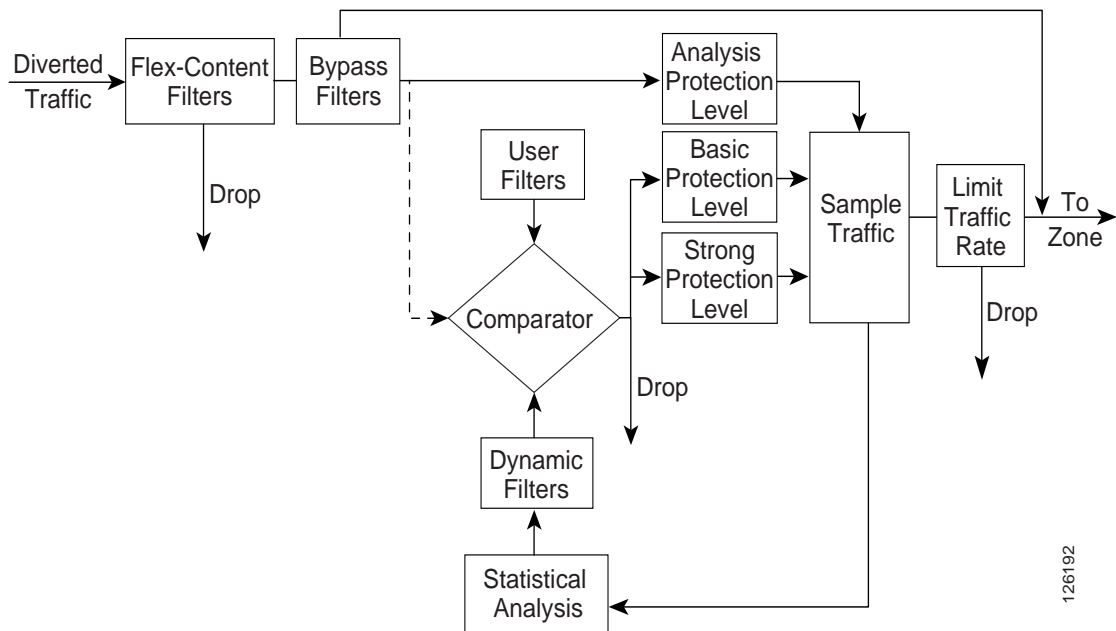 Diverted
Traffic
Flex-Content
Filters
Drop
Bypass
Filters
User
Filters
Comparator
Dynamic
Filters
Statistical
Analysis
Drop
Analysis
Protection
Level
Basic
Protection
Level
Strong
Protection
Level
Sample
Traffic
Limit
Traffic
Rate
Drop
To
Zone
126192